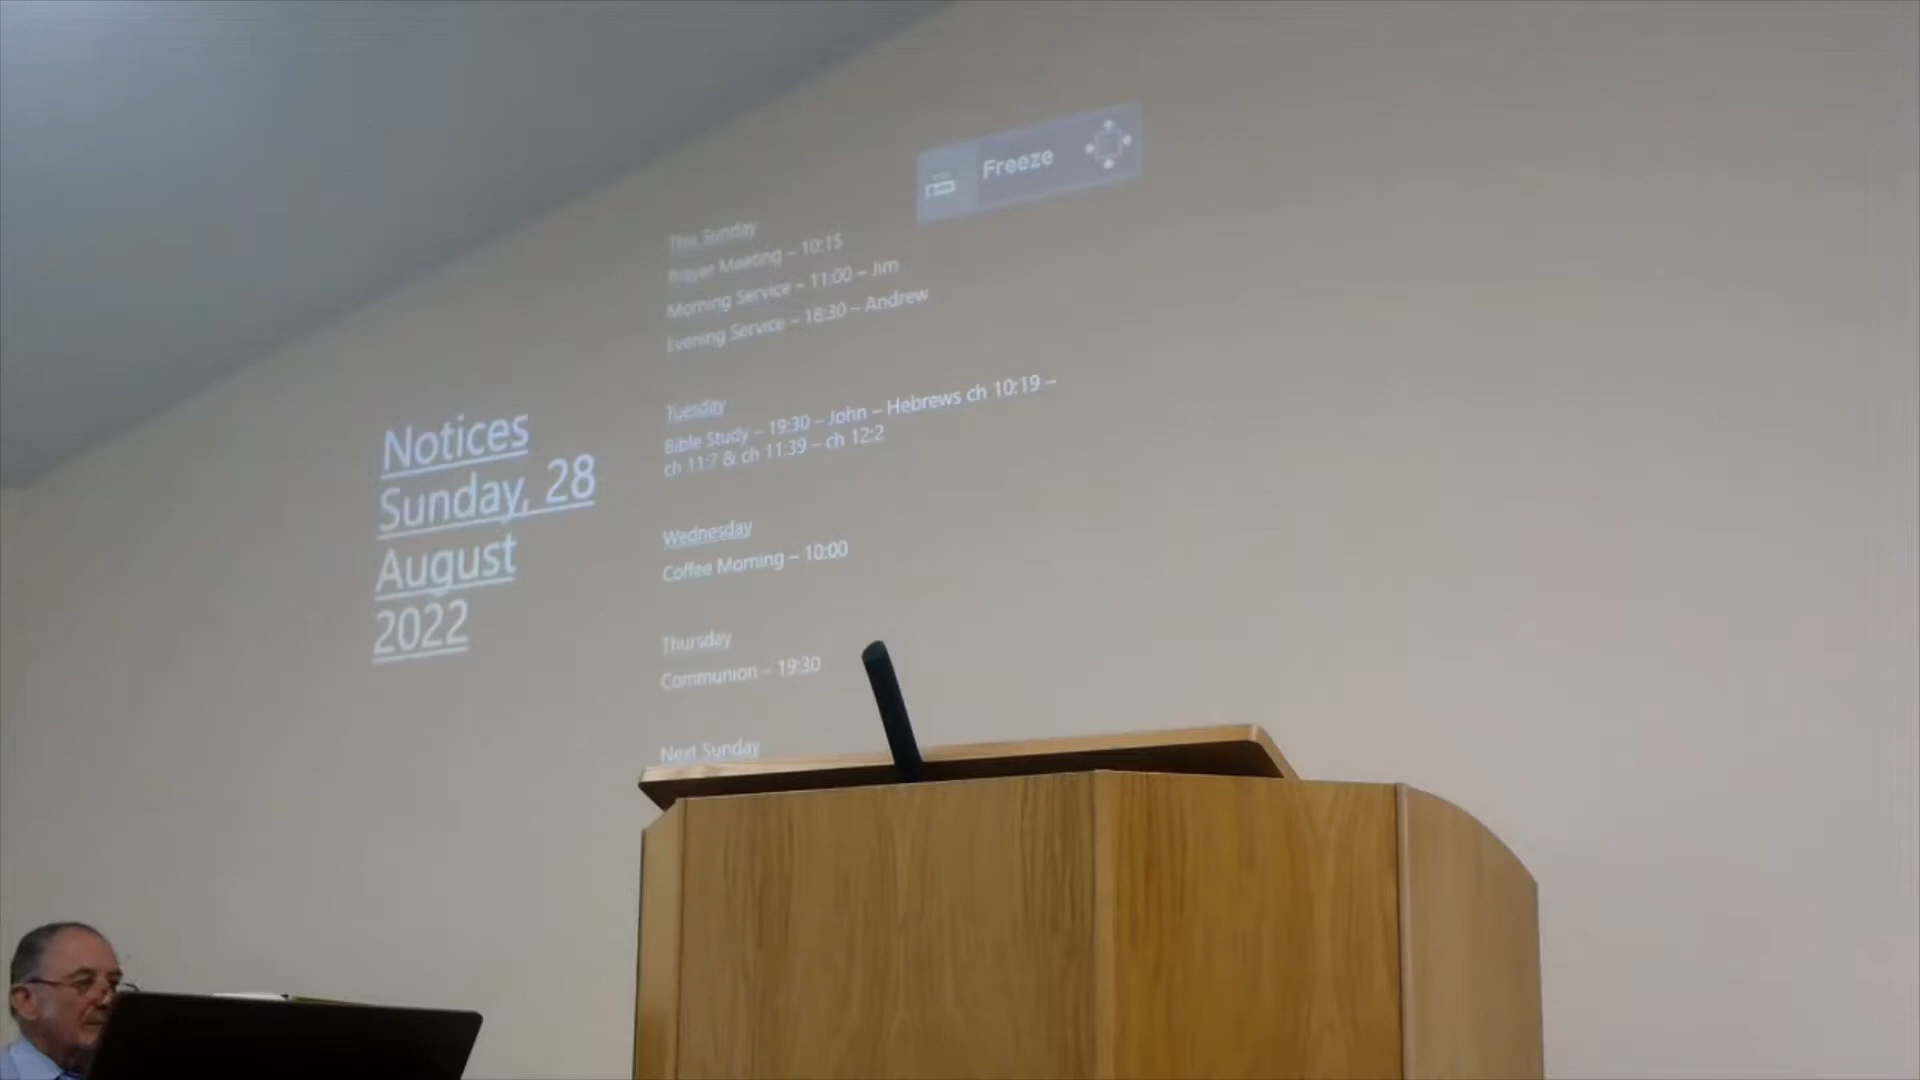 Freeze
Notices
Sunday, 28
August
2022
This Sunday
Prayer Meeting – 10:15
Morning Service – 11:00 – Jim
Evening Service – 18:30 – Andrew
Tuesday
Bible Study – 19:30 – John – Hebrews ch 10:19 –
ch 11:7 & ch 11:39 – ch 12:2
Wednesday
Coffee Morning – 10:00
Thursday
Communion – 19:30
Next Sunday